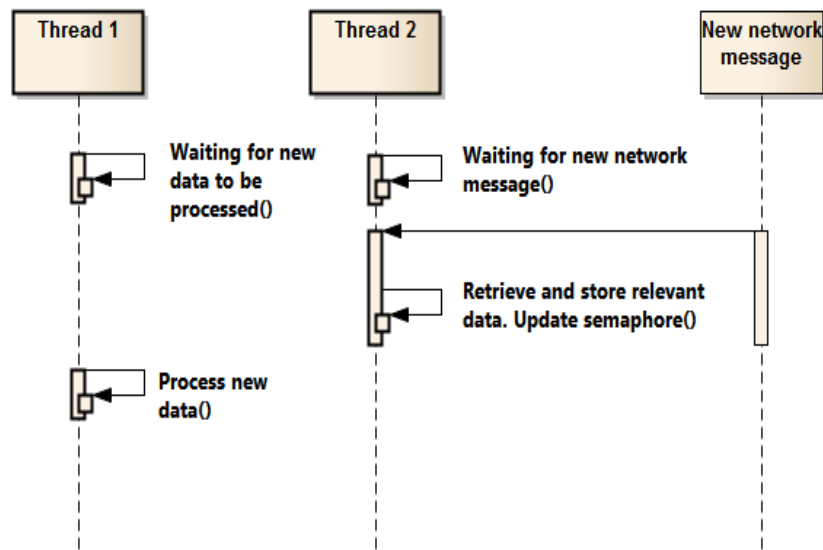 Thread 1
Thread 2
New network
message
Waiting for new
data to be
processed()
Waiting for new network
message()
Retrieve and store relevant
data. Update semaphore()
Process new
data()